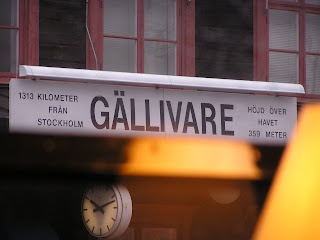 1313 KILOMETER
FRÅN
STOCKHOLM
GÄLLIVARE
HÖJD ÖVER
HAVET
359 METER